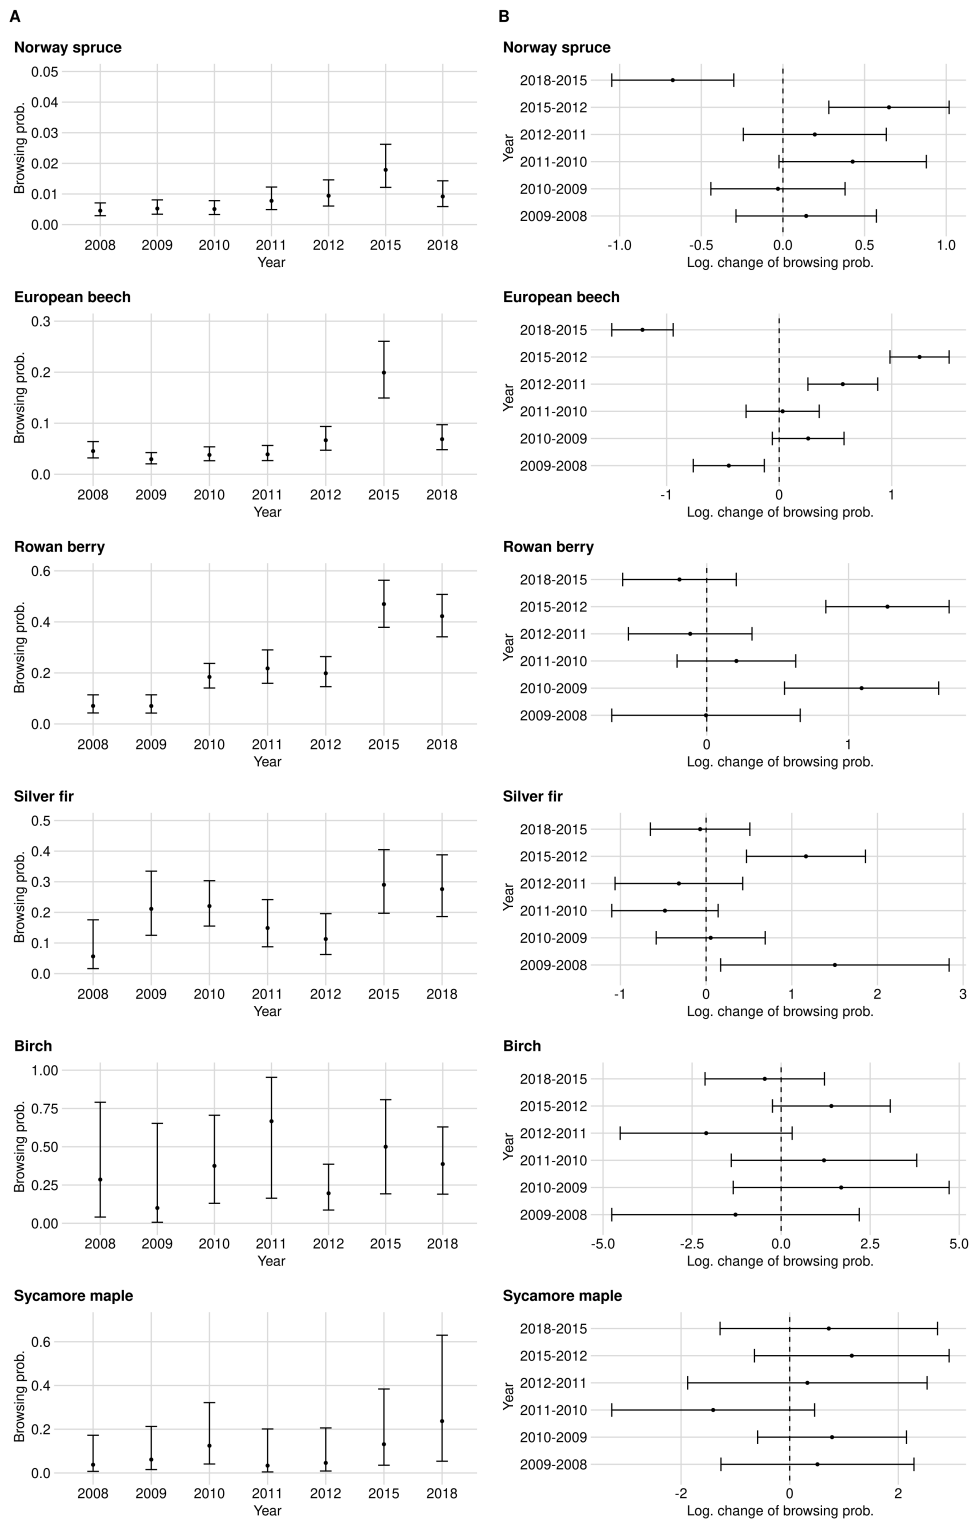 A
Norway spruce
Browsing prob.
0.05
0.04
0.03
0.02
0.01
0.00
2008 2009 2010 2011 2012 2015 2018
Year
European beech
Browsing prob.
0.3
0.2
0.1
0.0
2008 2009 2010 2011 2012 2015 2018
Year
Rowan berry
Browsing prob.
0.6
0.4
0.2
0.0
2008 2009 2010 2011 2012 2015 2018
Year
Silver fir
Browsing prob.
0.5
0.4
0.3
0.2
0.1
0.0
2008 2009 2010 2011 2012 2015 2018
Year
Birch
Browsing prob.
1.00
0.75
0.50
0.25
0.00
2008 2009 2010 2011 2012 2015 2018
Year
Sycamore maple
Browsing prob.
0.6
0.4
0.2
0.0
2008 2009 2010 2011 2012 2015 2018
Year
B
Norway spruce
Year
2018-2015
2015-2012
2012-2011
2011-2010
2010-2009
2009-2008
-1.0 -0.5 0.0 0.5 1.0
Log. change of browsing prob.
European beech
Year
2018-2015
2015-2012
2012-2011
2011-2010
2010-2009
2009-2008
-1 0 1
Log. change of browsing prob.
Rowan berry
Year
2018-2015
2015-2012
2012-2011
2011-2010
2010-2009
2009-2008
0 1
Log. change of browsing prob.
Silver fir
Year
2018-2015
2015-2012
2012-2011
2011-2010
2010-2009
2009-2008
-1 0 1 2 3
Log. change of browsing prob.
Birch
Year
2018-2015
2015-2012
2012-2011
2011-2010
2010-2009
2009-2008
-5.0 -2.5 0.0 2.5 5.0
Log. change of browsing prob.
Sycamore maple
Year
2018-2015
2015-2012
2012-2011
2011-2010
2010-2009
2009-2008
-2 0 2
Log. change of browsing prob.